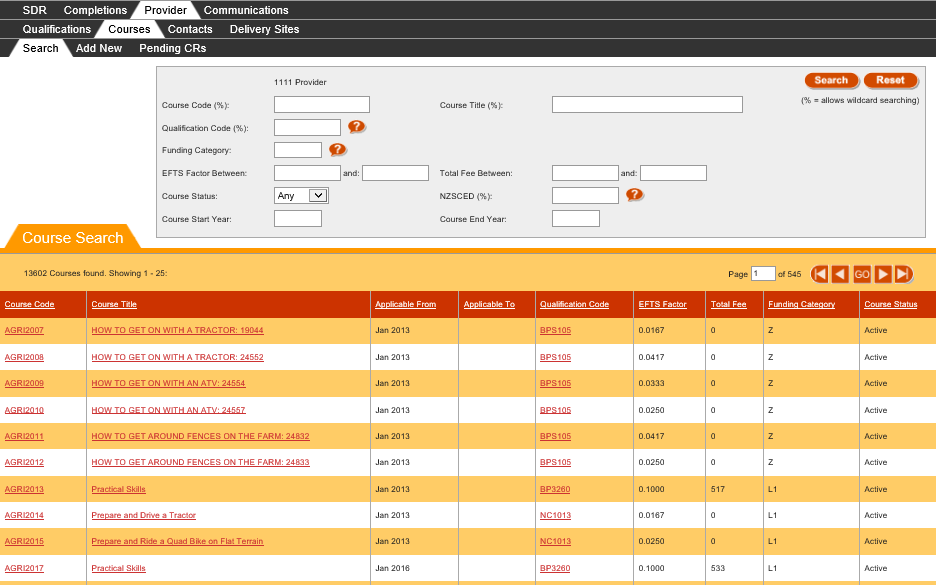 SDR Completions Provider Communications
Qualifications Courses Contacts Delivery Sites
Search Add New Pending CRs
1111 Provider Search Reset
(% = allows wildcard searching)
Course Code (%): Course Title (%):
Qualification Code (%): ?
Funding Category: ?
EFTS Factor Between: and: Total Fee Between: and:
Course Status: Any NZSCED (%): ?
Course Start Year: Course End Year:
Course Search
13602 Courses found. Showing 1 - 25: Page 1 of 545 GO
Course Code Course Title Applicable From Applicable To Qualification Code EFTS Factor Total Fee Funding Category Course Status
AGRI2007 HOW TO GET ON WITH A TRACTOR: 19044 Jan 2013 BPS105 0.0167 0 Z Active
AGRI2008 HOW TO GET ON WITH A TRACTOR: 24552 Jan 2013 BPS105 0.0417 0 Z Active
AGRI2009 HOW TO GET ON WITH AN ATV: 24554 Jan 2013 BPS105 0.0333 0 Z Active
AGRI2010 HOW TO GET ON WITH AN ATV: 24557 Jan 2013 BPS105 0.0250 0 Z Active
AGRI2011 HOW TO GET AROUND FENCES ON THE FARM: 24832 Jan 2013 BPS105 0.0417 0 Z Active
AGRI2012 HOW TO GET AROUND FENCES ON THE FARM: 24833 Jan 2013 BPS105 0.0250 0 Z Active
AGRI2013 Practical Skills Jan 2013 BP3260 0.1000 517 L1 Active
AGRI2014 Prepare and Drive a Tractor Jan 2013 NC1013 0.0167 0 L1 Active
AGRI2015 Prepare and Ride a Quad Bike on Flat Terrain Jan 2013 NC1013 0.0250 0 L1 Active
AGRI2017 Practical Skills Jan 2016 BP3260 0.1000 533 L1 Active